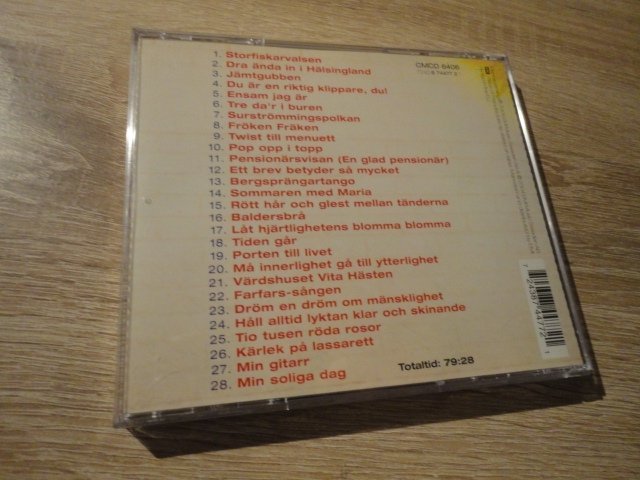 1. Storfiskarvalsen
2. Dra ända in i Hälsingland
3. Jämtgubben
4. Du är en riktig klippare, du!
5. Ensam jag är
6. Tre da'r i buren
7. Surströmmingspolkan
8. Fröken Fräken
9. Twist till menuett
10. Pop opp i topp
11. Pensionärsvisan (En glad pensionär)
12. Ett brev betyder så mycket
13. Bergsprängartango
14. Sommaren med Maria
15. Rött hår och glest mellan tänderna
16. Baldersbrå
17. Låt hjärtlighetens blomma blomma
18. Tiden går
19. Porten till livet
20. Må innerlighet gå till ytterlighet
21. Värdshuset Vita Hästen
22. Farfars-sången
23. Dröm en dröm om mänsklighet
24. Håll alltid lyktan klar och skinande
25. Tio tusen röda rosor
26. Kärlek på lassarett
27. Min gitarr
28. Min soliga dag
Totaltid: 79:28
CMCD 6406
7 24387 44772 1